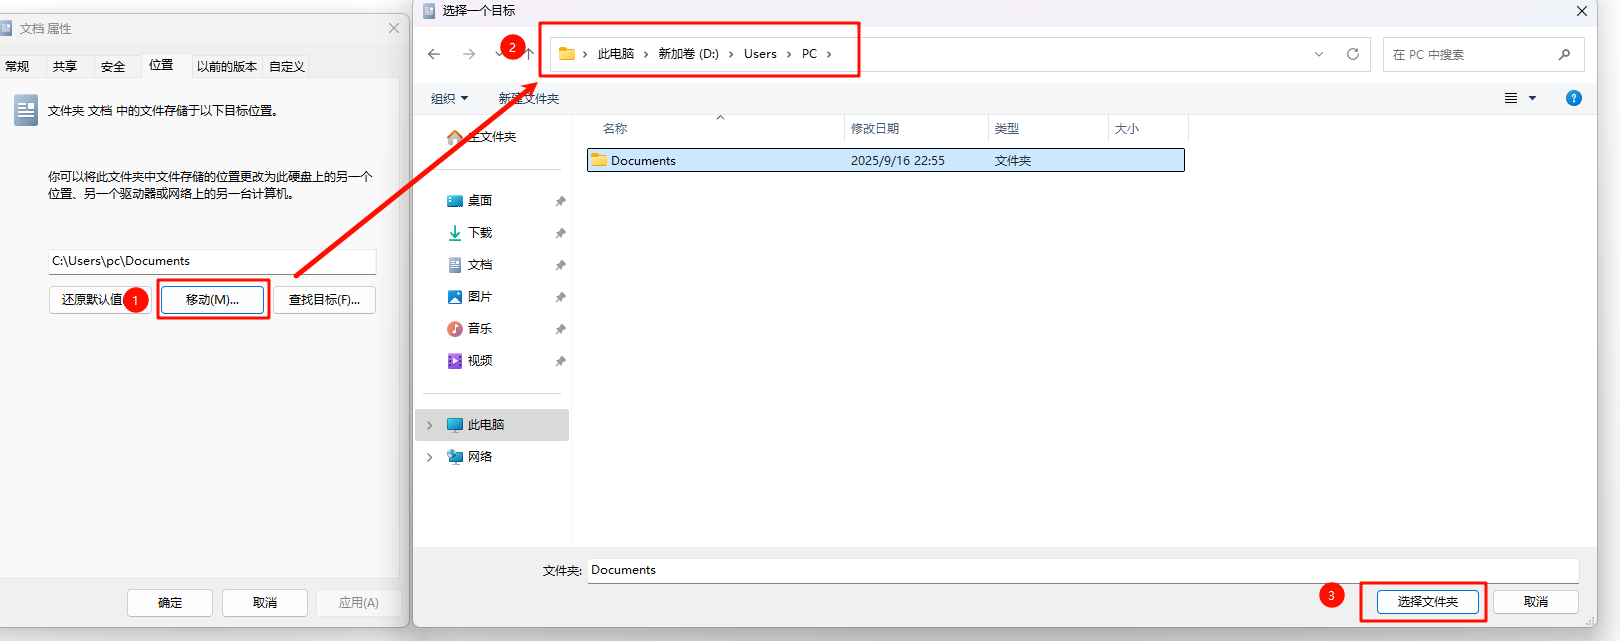 文档 属性
常规 共享 安全 位置 以前的版本 自定义
文件夹 文档 中的文件存储于以下目标位置。
你可以将此文件夹中文件存储的位置更改为此硬盘上的另一个
位置、另一个驱动器或网络上的另一台计算机。
C:\Users\pc\Documents
还原默认值 1 移动(M)... 查找目标(F)...
确定 取消 应用(A)
选择一个目标
2 此电脑 › 新加卷 (D:) › Users › PC ›
在 PC 中搜索
组织 新建文件夹
?
主文件夹
桌面
下载
文档
图片
音乐
视频
此电脑
网络
名称 修改日期 类型 大小
Documents 2025/9/16 22:55 文件夹
文件夹: Documents
3 选择文件夹 取消